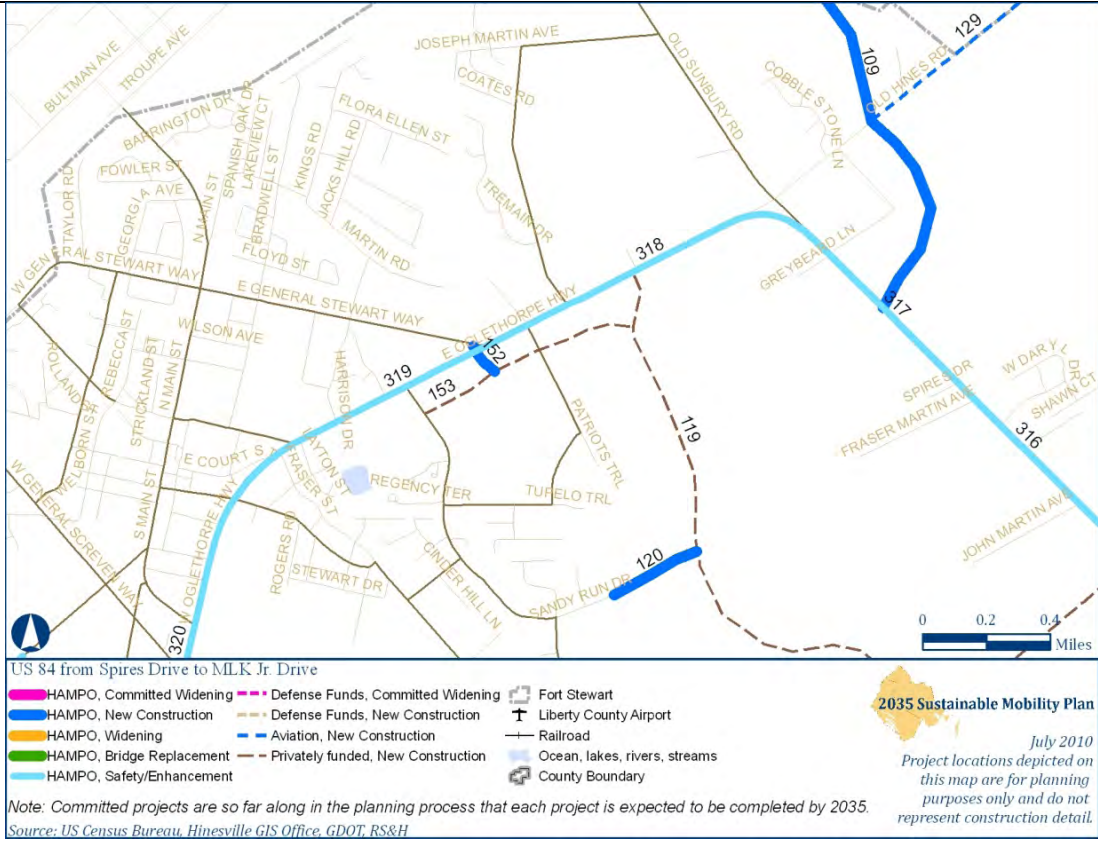 BULTMAN AVE
TROUPE AVE
JOSEPH MARTIN AVE
COATES RD
OLD SUNBURY RD
109
129
OLD HINES RD
COBBLE STONE LN
BARRINGTON DR
SPANISH OAK DR
LAKEVIEW CT
BRADWELL ST
KINGS RD
JACKS HILL RD
FLORA ELLEN ST
FOWLER ST
TAYLOR RD
GEORGIA AVE
N MAIN ST
TREMAIN DR
MARTIN RD
FLOYD ST
W GENERAL STEWART WAY
E GENERAL STEWART WAY
318
GREYBEARD LN
317
E OGLETHORPE HWY
WILSON AVE
152
319
153
HARRISON DR
REBECCA ST
STRICKLAND ST
N MAIN ST
WELBORN ST
W DARYL DR
SHAWN CT
SPIRES DR
FRASER MARTIN AVE
316
PATRIOTS TRL
119
LAYTON ST
FRASER ST
E COURT ST
REGENCY TER
TUPELO TRL
S MAIN ST
W OGLETHORPE HWY
W GENERAL SCREVEN WAY
ROGERS RD
STEWART DR
CINDER HILL LN
120
SANDY RUN DR
JOHN MARTIN AVE
320
0 0.2 0.4
Miles
US 84 from Spires Drive to MLK Jr. Drive
HAMPO, Committed Widening
HAMPO, New Construction
HAMPO, Widening
HAMPO, Bridge Replacement
HAMPO, Safety/Enhancement
Defense Funds, Committed Widening
Defense Funds, New Construction
Aviation, New Construction
Privately funded, New Construction
Fort Stewart
Liberty County Airport
Railroad
Ocean, lakes, rivers, streams
County Boundary
2035 Sustainable Mobility Plan
July 2010
Project locations depicted on
this map are for planning
purposes only and do not
represent construction detail.
Note: Committed projects are so far along in the planning process that each project is expected to be completed by 2035.
Source: US Census Bureau, Hinesville GIS Office, GDOT, RS&H